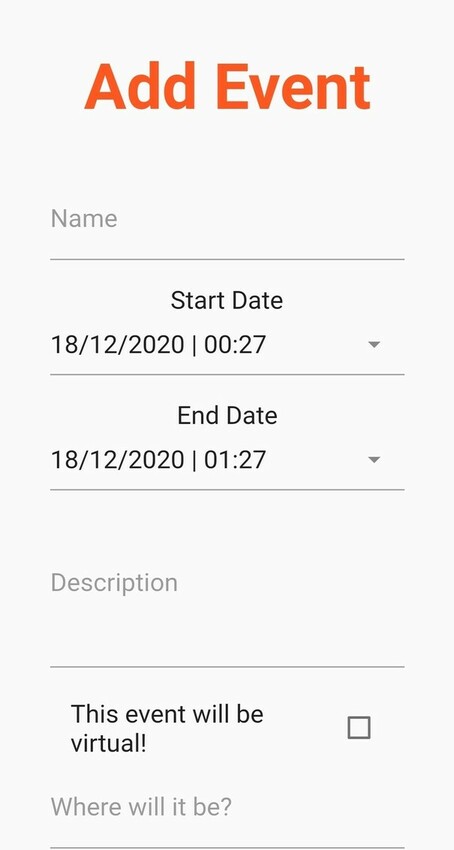 Add Event
Name
Start Date
18/12/2020 | 00:27
End Date
18/12/2020 | 01:27
Description
This event will be
virtual!
Where will it be?